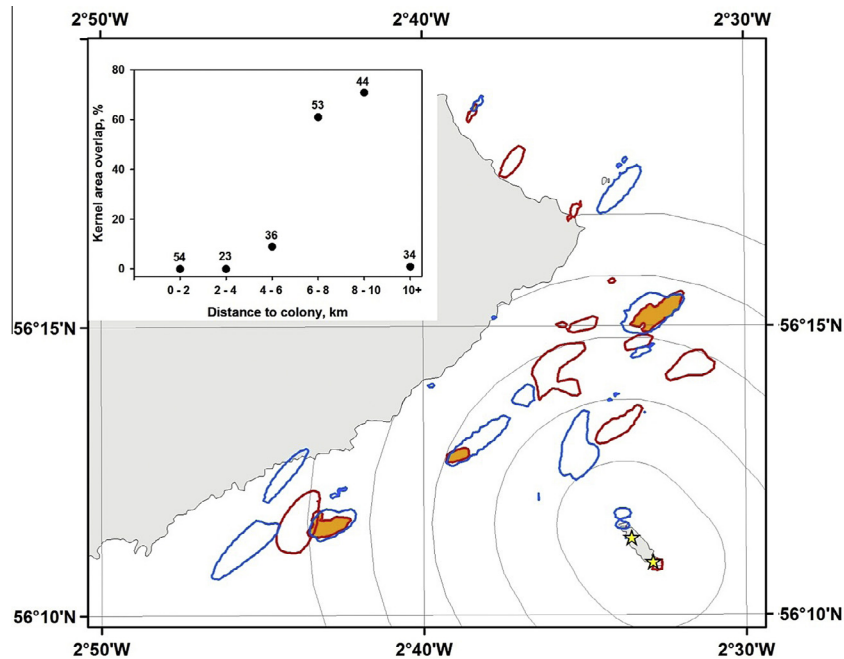 2°50'W 2°40'W 2°30'W
80
60
40
20
0
Kernel area overlap, %
54 23 36 53 44 34
0 - 2 2 - 4 4 - 6 6 - 8 8 - 10 10+
Distance to colony, km
56°15'N 56°15'N
56°10'N 56°10'N
2°50'W 2°40'W 2°30'W